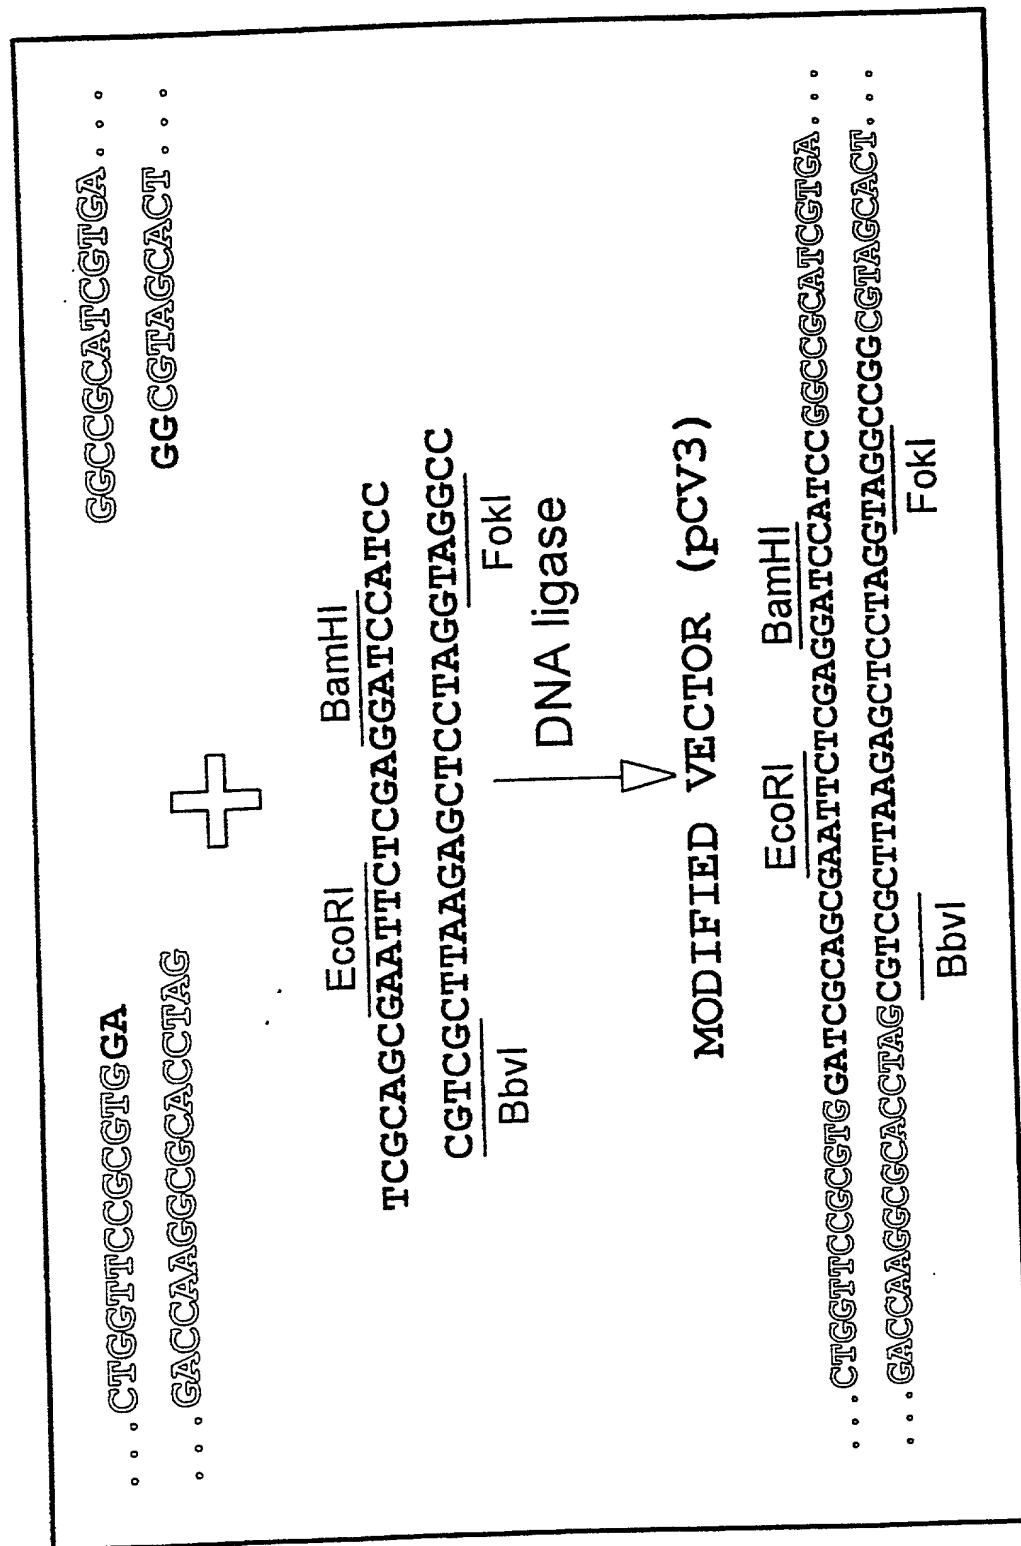 ...CTGGTTCCGCGTGGA GGCCGCATCGTGA...
...GACCAAGGCGCACCTAG GGCGTAGCACT...
EcoRI BamHI
TCGCAGCGAATTCTCGAGGATCCATCC
CGTCGCTTAAGAGCTCCTAGGTAGGCC
BbvI FokI
DNA ligase
MODIFIED VECTOR (pCV3)
EcoRI BamHI
...CTGGTTCCGCGTGGATCGCAGCGAATTCTCGAGGATCCATCCGGCCGCATCGTGA...
...GACCAAGGCGCACCTAGCGTCGCTTAAGAGCTCCTAGGTAGGCCGGCGTAGCACT...
BbvI FokI